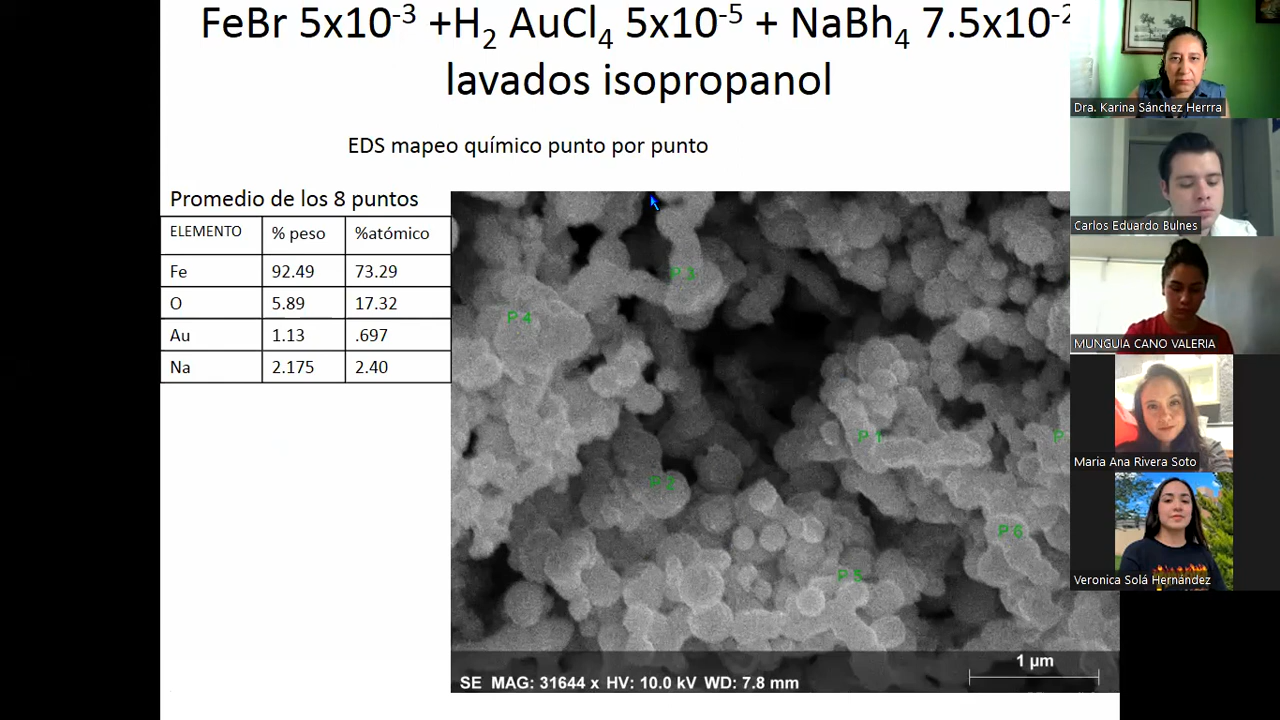 FeBr 5x10⁻³ +H₂ AuCl₄ 5x10⁻⁵ + NaBh₄ 7.5x10⁻²
lavados isopropanol
EDS mapeo químico punto por punto
Promedio de los 8 puntos
ELEMENTO % peso %atómico
Fe 92.49 73.29
O 5.89 17.32
Au 1.13 .697
Na 2.175 2.40
P 3
P 4
P 1
P 2
P 6
P 5
1 µm
SE MAG: 31644 x HV: 10.0 kV WD: 7.8 mm
Dra. Karina Sánchez Herrra
Carlos Eduardo Bulnes
MUNGUIA CANO VALERIA
Maria Ana Rivera Soto
Veronica Solá Hernández